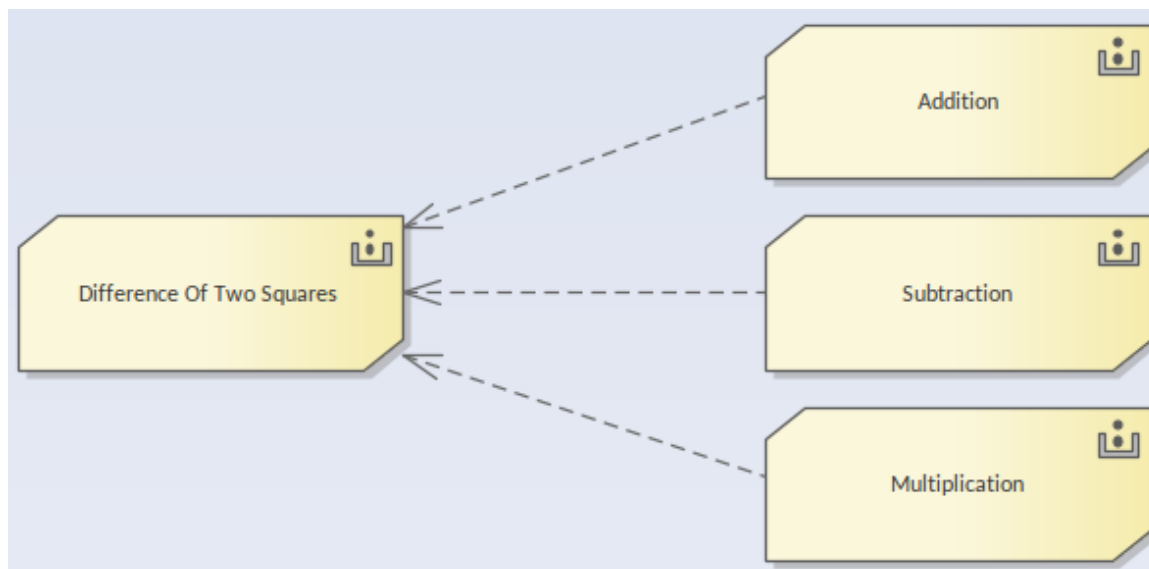 Addition
Difference Of Two Squares
Subtraction
Multiplication